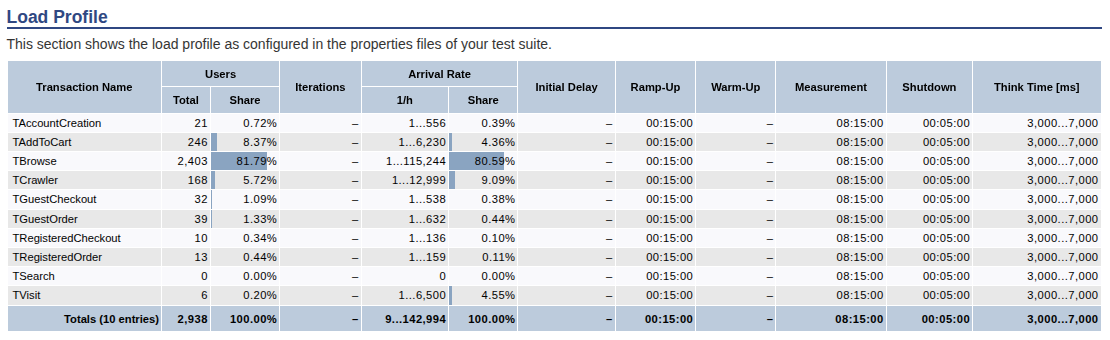 Load Profile
This section shows the load profile as configured in the properties files of your test suite.
Transaction Name Users Iterations Arrival Rate Initial Delay Ramp-Up Warm-Up Measurement Shutdown Think Time [ms]
Total Share 1/h Share
TAccountCreation 21 0.72% – 1...556 0.39% – 00:15:00 – 08:15:00 00:05:00 3,000...7,000
TAddToCart 246 8.37% – 1...6,230 4.36% – 00:15:00 – 08:15:00 00:05:00 3,000...7,000
TBrowse 2,403 81.79% – 1...115,244 80.59% – 00:15:00 – 08:15:00 00:05:00 3,000...7,000
TCrawler 168 5.72% – 1...12,999 9.09% – 00:15:00 – 08:15:00 00:05:00 3,000...7,000
TGuestCheckout 32 1.09% – 1...538 0.38% – 00:15:00 – 08:15:00 00:05:00 3,000...7,000
TGuestOrder 39 1.33% – 1...632 0.44% – 00:15:00 – 08:15:00 00:05:00 3,000...7,000
TRegisteredCheckout 10 0.34% – 1...136 0.10% – 00:15:00 – 08:15:00 00:05:00 3,000...7,000
TRegisteredOrder 13 0.44% – 1...159 0.11% – 00:15:00 – 08:15:00 00:05:00 3,000...7,000
TSearch 0 0.00% – 0 0.00% – 00:15:00 – 08:15:00 00:05:00 3,000...7,000
TVisit 6 0.20% – 1...6,500 4.55% – 00:15:00 – 08:15:00 00:05:00 3,000...7,000
Totals (10 entries) 2,938 100.00% – 9...142,994 100.00% – 00:15:00 – 08:15:00 00:05:00 3,000...7,000